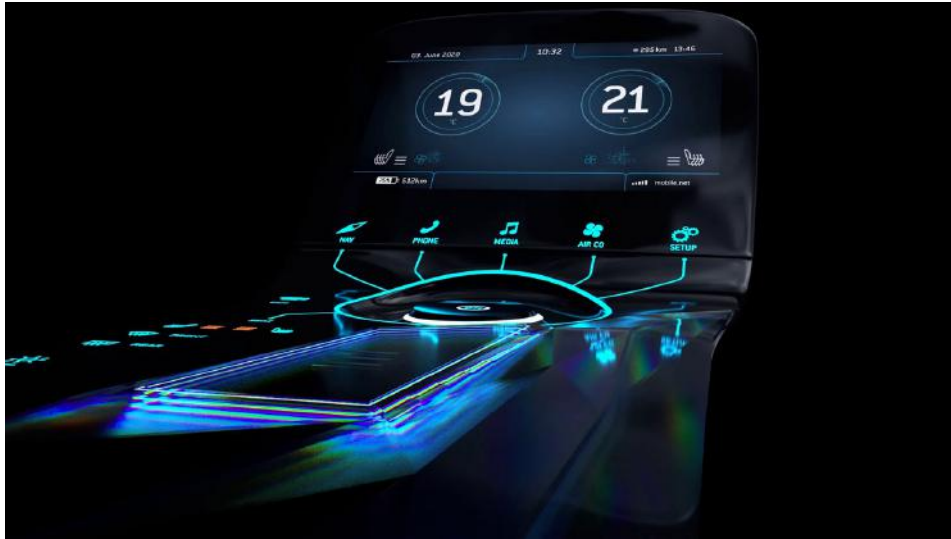 03. June 2020
10:32
295 km 13:46
19
°C
21
°C
512km
mobile.net
NAV
PHONE
MEDIA
AIR CO
SETUP